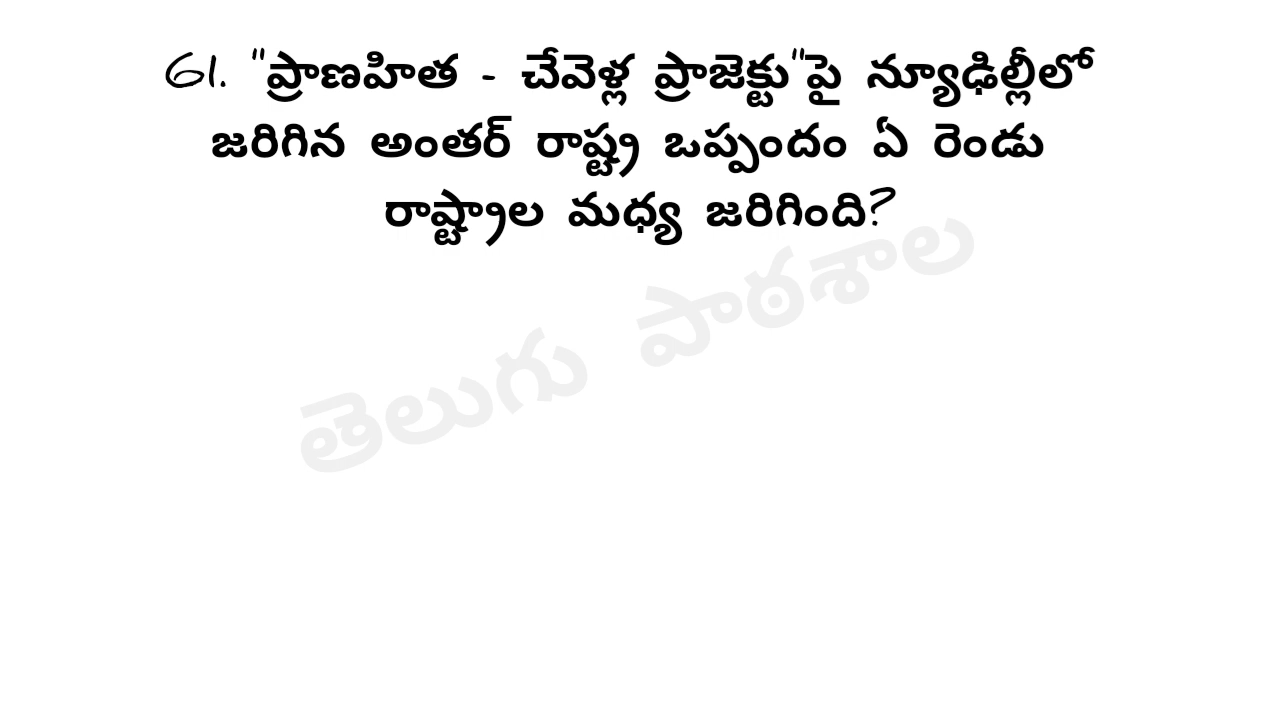 61. "ప్రాణహిత - చేవెళ్ల ప్రాజెక్టు"పై న్యూఢిల్లీలో
జరిగిన అంతర్ రాష్ట్ర ఒప్పందం ఏ రెండు
రాష్ట్రాల మధ్య జరిగింది?
తెలుగు పాఠశాల